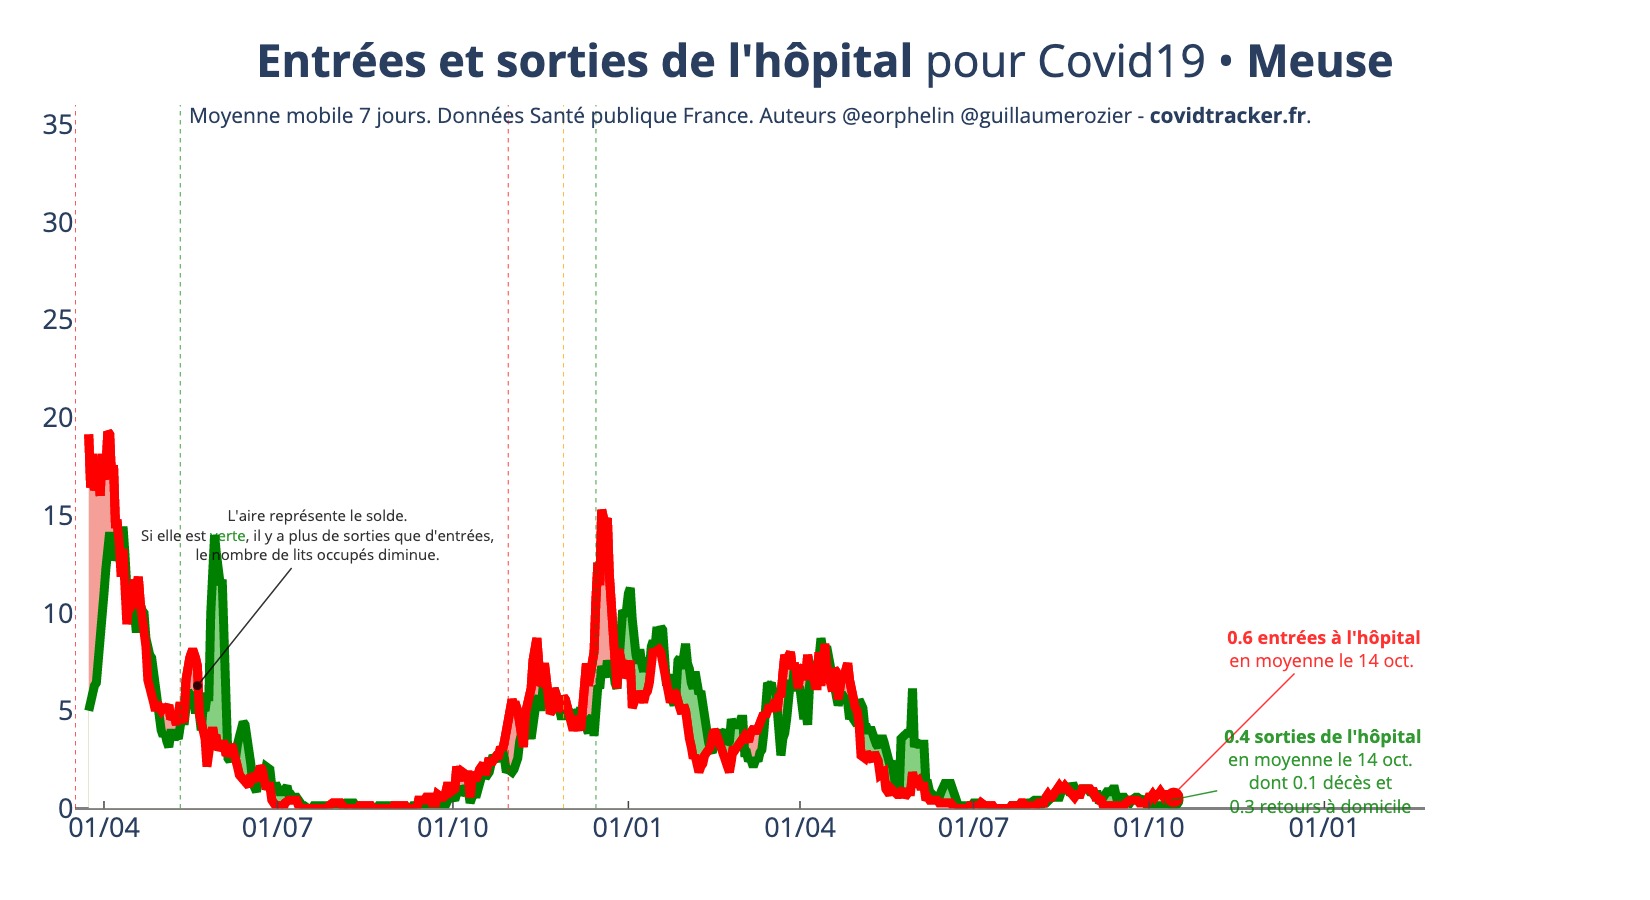 Entrées et sorties de l'hôpital pour Covid19 • Meuse
Moyenne mobile 7 jours. Données Santé publique France. Auteurs @eorphelin @guillaumerozier - covidtracker.fr.
35
30
25
20
15
10
5
0
L'aire représente le solde.
Si elle est verte, il y a plus de sorties que d'entrées,
le nombre de lits occupés diminue.
0.6 entrées à l'hôpital
en moyenne le 14 oct.
0.4 sorties de l'hôpital
en moyenne le 14 oct.
dont 0.1 décès et
0.3 retours à domicile
01/04 01/07 01/10 01/01 01/04 01/07 01/10 01/01